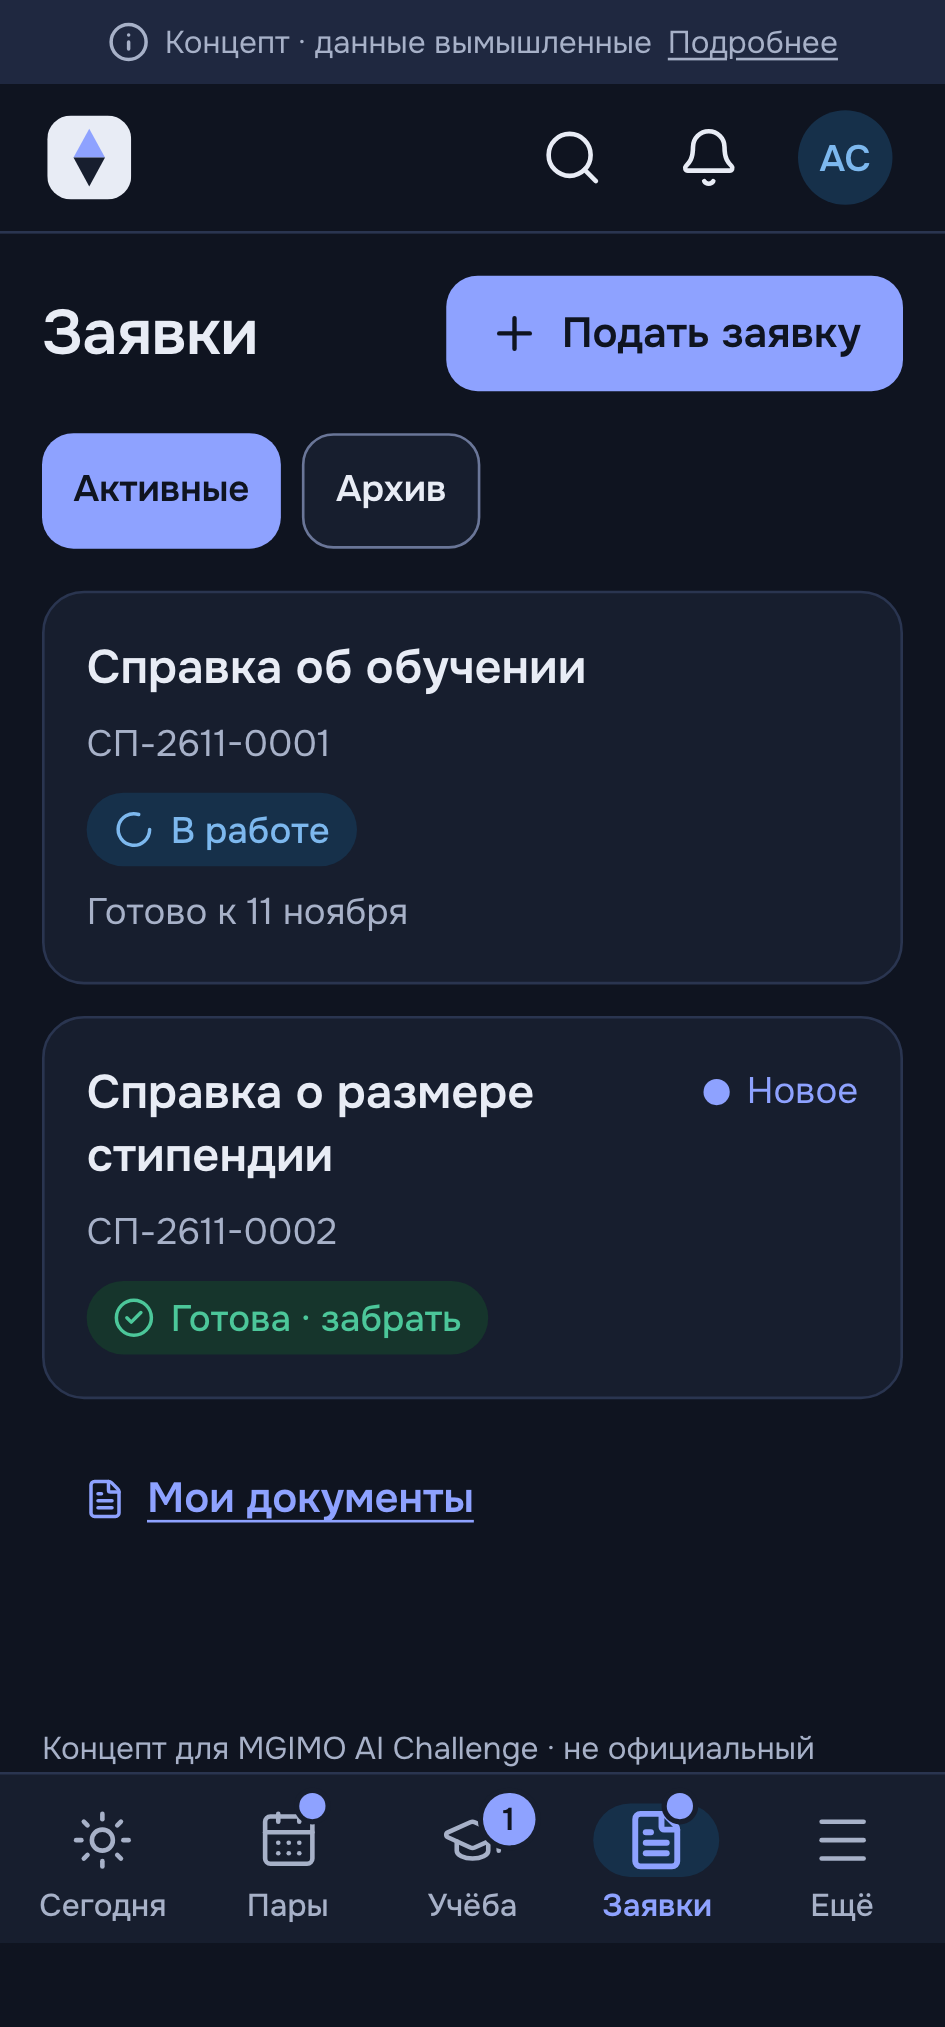 Концепт · данные вымышленные Подробнее
АС
Заявки
Подать заявку
Активные
Архив
Справка об обучении
СП-2611-0001
В работе
Готово к 11 ноября
Справка о размере
стипендии
Новое
СП-2611-0002
Готова · забрать
Мои документы
Концепт для MGIMO AI Challenge · не официальный
1
Сегодня
Пары
Учёба
Заявки
Ещё